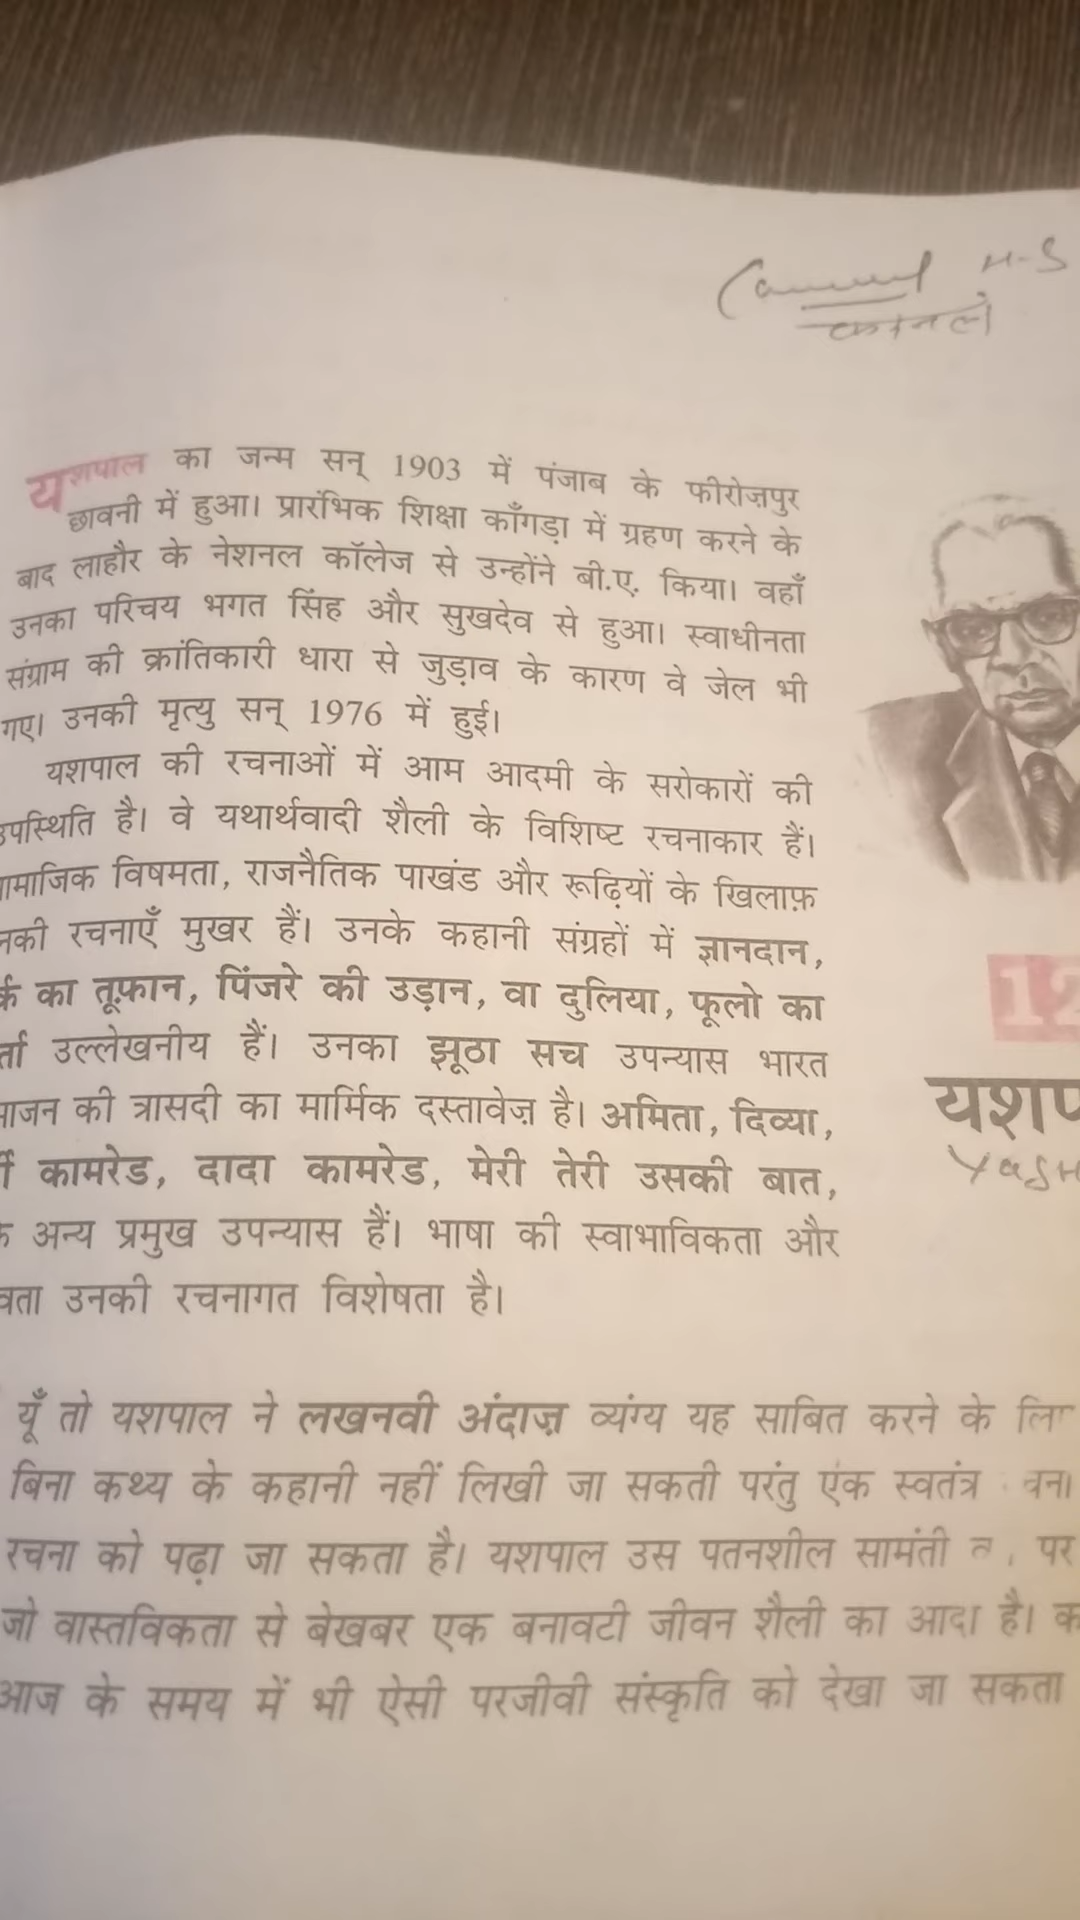 H-S
यशपाल का जन्म सन् 1903 में पंजाब के फीरोज़पुर
छावनी में हुआ। प्रारंभिक शिक्षा काँगड़ा में ग्रहण करने के
बाद लाहौर के नेशनल कॉलेज से उन्होंने बी.ए. किया। वहाँ
उनका परिचय भगत सिंह और सुखदेव से हुआ। स्वाधीनता
संग्राम की क्रांतिकारी धारा से जुड़ाव के कारण वे जेल भी
गए। उनकी मृत्यु सन् 1976 में हुई।
यशपाल की रचनाओं में आम आदमी के सरोकारों की
उपस्थिति है। वे यथार्थवादी शैली के विशिष्ट रचनाकार हैं।
ामाजिक विषमता, राजनैतिक पाखंड और रूढ़ियों के खिलाफ़
नकी रचनाएँ मुखर हैं। उनके कहानी संग्रहों में ज्ञानदान,
का तूफ़ान, पिंजरे की उड़ान, वा दुलिया, फूलो का
र्ता उल्लेखनीय हैं। उनका झूठा सच उपन्यास भारत
ाजन की त्रासदी का मार्मिक दस्तावेज़ है। अमिता, दिव्या,
कामरेड, दादा कामरेड, मेरी तेरी उसकी बात,
अन्य प्रमुख उपन्यास हैं। भाषा की स्वाभाविकता और
वता उनकी रचनागत विशेषता है।
12
यशप
YaSH
यूँ तो यशपाल ने लखनवी अंदाज़ व्यंग्य यह साबित करने के लि
बिना कथ्य के कहानी नहीं लिखी जा सकती परंतु एक स्वतंत्र
रचना को पढ़ा जा सकता है। यशपाल उस पतनशील सामंती पर
जो वास्तविकता से बेखबर एक बनावटी जीवन शैली का आदी है। क
आज के समय में भी ऐसी परजीवी संस्कृति को देखा जा सकता